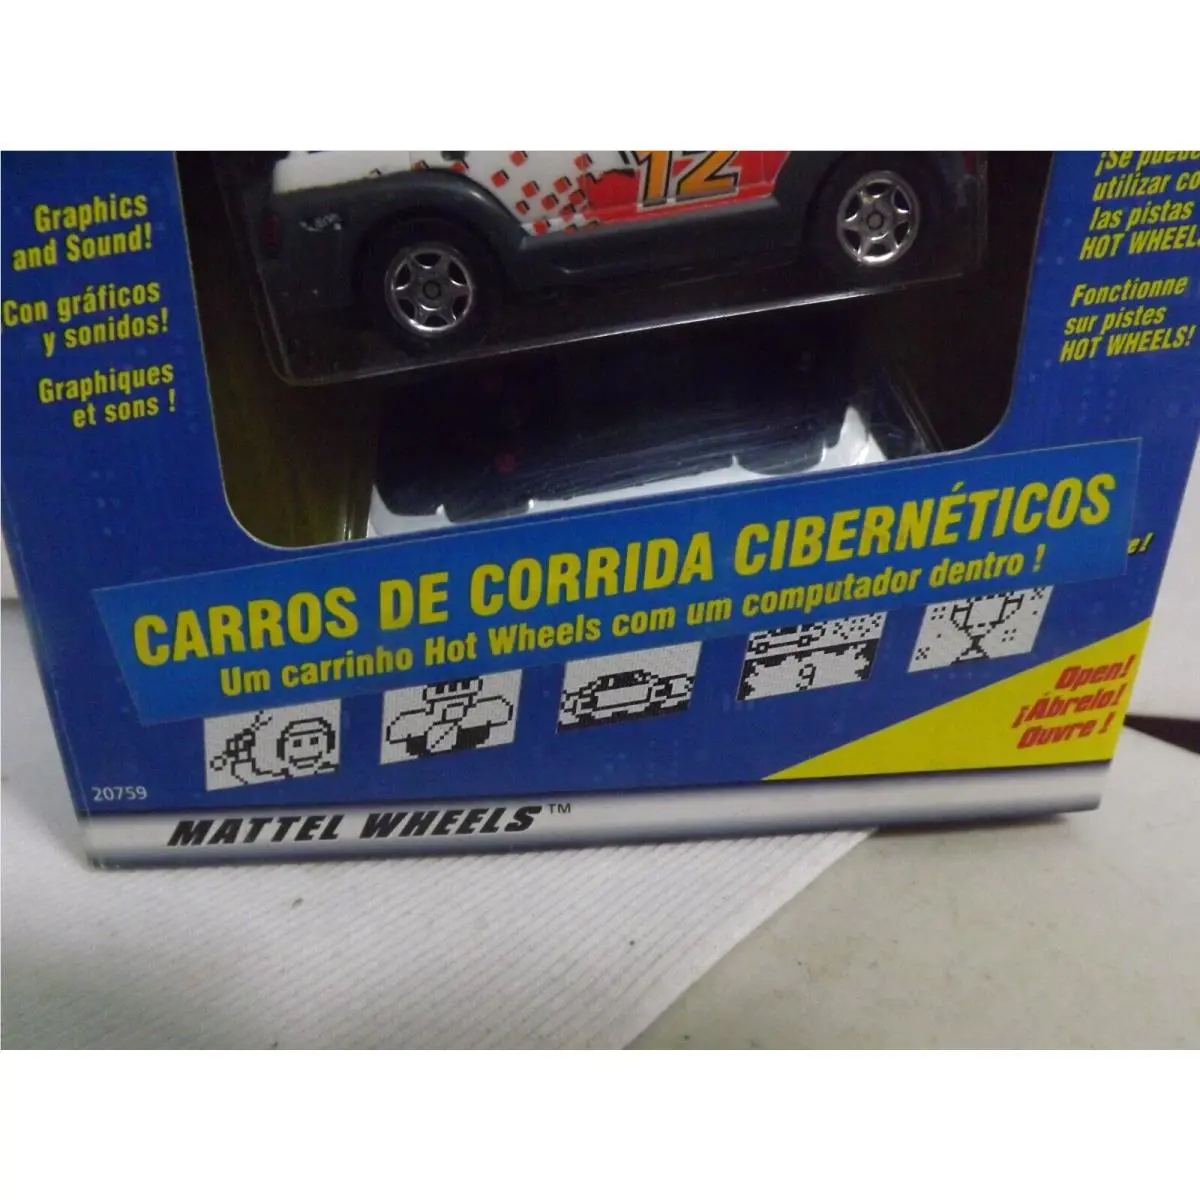 12
Graphics
and Sound!
Con gráficos
y sonidos!
Graphiques
et sons !
¡Se puede
utilizar
las pistas
HOT
Fonctionne
sur pistes
HOT WHEELS!
CARROS DE CORRIDA CIBERNÉTICOS
Um carrinho Hot Wheels com um computador dentro !
9
Open!
¡Ábrelo!
Ouvre !
20759
MATTEL WHEELS™